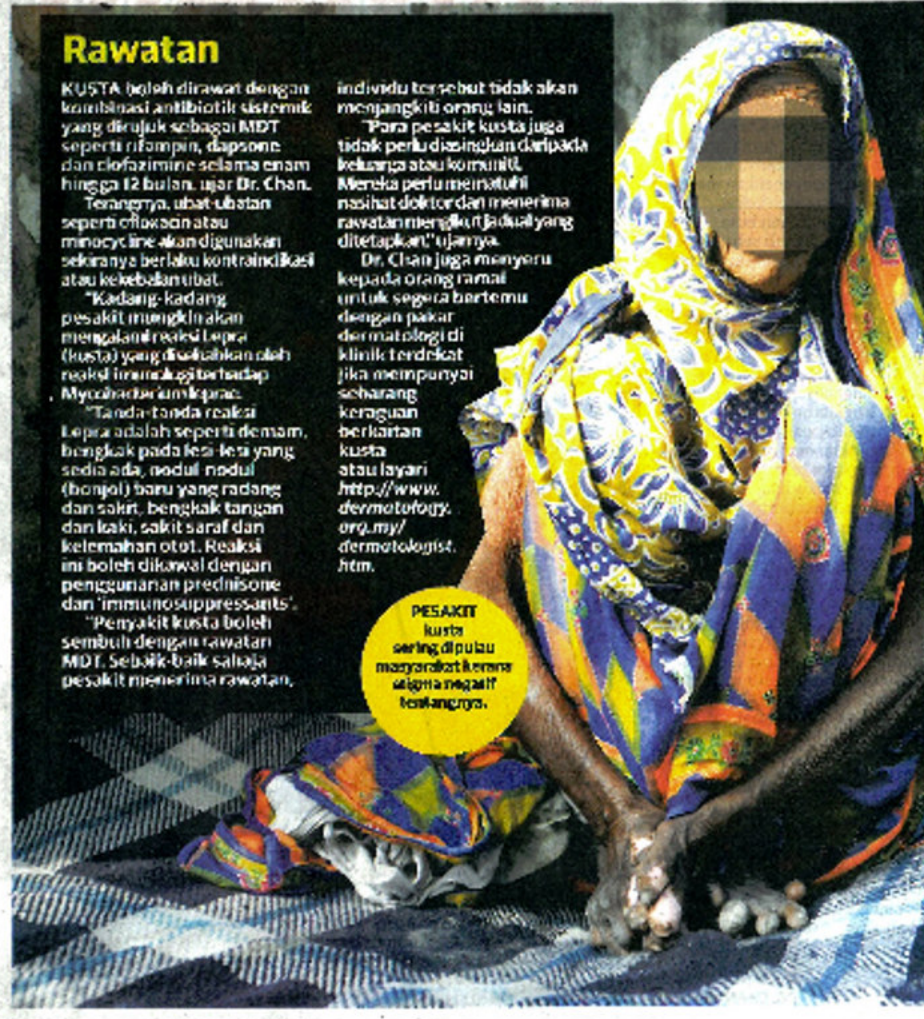 Rawatan
KUSTA boleh dirawat dengan
kombinasi antibiotik sistemik
yang dirujuk sebagai MDT
seperti rifampin, dapsone
dan clofazimine selama enam
hingga 12 bulan, ujar Dr. Chan.
Terangnya, ubat-ubatan
seperti ofloxacin atau
minocycline akan digunakan
sekiranya berlaku kontraindikasi
atau kekebalan ubat.
"Kadang-kadang
pesakit mungkin akan
mengalami reaksi Lepra
(kusta) yang disebabkan oleh
reaksi imunologi terhadap
Mycobacterium leprae.
"Tanda-tanda reaksi
Lepra adalah seperti demam,
bengkak pada lesi-lesi yang
sedia ada, nodul-nodul
(bonjol) baru yang radang
dan sakit, bengkak tangan
dan kaki, sakit saraf dan
kelemahan otot. Reaksi
ini boleh dikawal dengan
penggunanan prednisone
dan 'immunosuppressants'.
"Penyakit kusta boleh
sembuh dengan rawatan
MDT. Sebaik-baik sahaja
pesakit menerima rawatan,
individu tersebut tidak akan
menjangkiti orang lain.
"Para pesakit kusta juga
tidak perlu diasingkan daripada
keluarga atau komuniti.
Mereka perlu mematuhi
nasihat doktor dan menerima
rawatan mengikut jadual yang
ditetapkan," ujarnya.
Dr. Chan juga menyeru
kepada orang ramai
untuk segera bertemu
dengan pakar
dermatologi di
klinik terdekat
jika mempunyai
sebarang
keraguan
berkaitan
kusta
atau layari
http://www.
dermatology.
org.my/
dermatologist.
htm.
PESAKIT
kusta
sering dipulau
masyarakat kerana
stigma negatif
tentangnya.